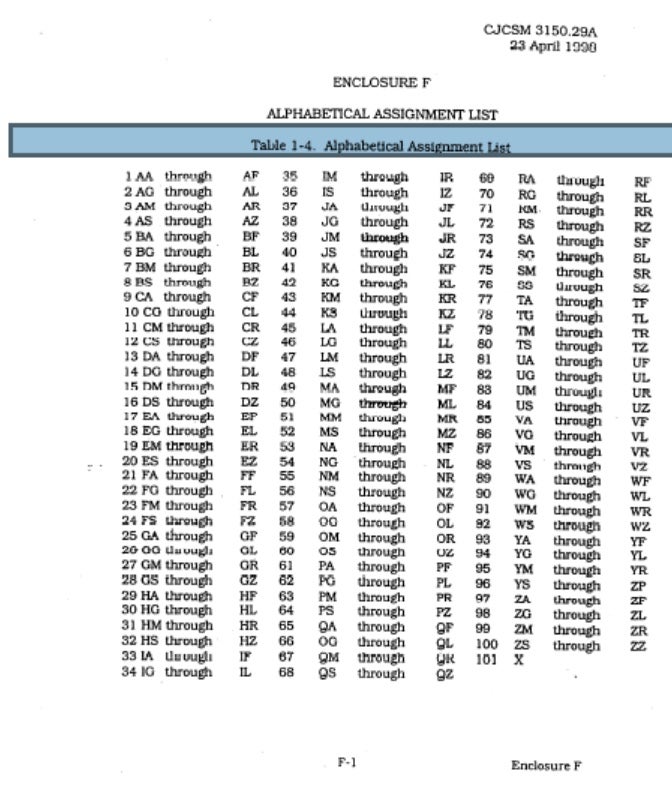 CJCSM 3150.29A
23 April 1998
ENCLOSURE F
ALPHABETICAL ASSIGNMENT LIST
Table 1-4. Alphabetical Assignment List
1 AA through AF 35 IM through IR 69 RA through RF
2 AG through AL 36 IS through IZ 70 RG through RL
3 AM through AR 37 JA through JF 71 RM through RR
4 AS through AZ 38 JG through JL 72 RS through RZ
5 BA through BF 39 JM through JR 73 SA through SF
6 BG through BL 40 JS through JZ 74 SG through SL
7 BM through BR 41 KA through KF 75 SM through SR
8 BS through BZ 42 KG through KL 76 SS through SZ
9 CA through CF 43 KM through KR 77 TA through TF
10 CG through CL 44 KS through KZ 78 TG through TL
11 CM through CR 45 LA through LF 79 TM through TR
12 CS through CZ 46 LG through LL 80 TS through TZ
13 DA through DF 47 LM through LR 81 UA through UF
14 DG through DL 48 LS through LZ 82 UG through UL
15 DM through DR 49 MA through MF 83 UM through UR
16 DS through DZ 50 MG through ML 84 US through UZ
17 EA through EF 51 MM through MR 85 VA through VF
18 EG through EL 52 MS through MZ 86 VG through VL
19 EM through ER 53 NA through NF 87 VM through VR
20 ES through EZ 54 NG through NL 88 VS through VZ
21 FA through FF 55 NM through NR 89 WA through WF
22 FG through FL 56 NS through NZ 90 WG through WL
23 FM through FR 57 OA through OF 91 WM through WR
24 FS through FZ 58 OG through OL 92 WS through WZ
25 GA through GF 59 OM through OR 93 YA through YF
26 GG through GL 60 OS through OZ 94 YG through YL
27 GM through GR 61 PA through PF 95 YM through YR
28 GS through GZ 62 PG through PL 96 YS through ZP
29 HA through HF 63 PM through PR 97 ZA through ZF
30 HG through HL 64 PS through PZ 98 ZG through ZL
31 HM through HR 65 QA through QF 99 ZM through ZR
32 HS through HZ 66 OG through QL 100 ZS through ZZ
33 IA through IF 67 QM through QR 101 X
34 IG through IL 68 QS through QZ
F-1
Enclosure F